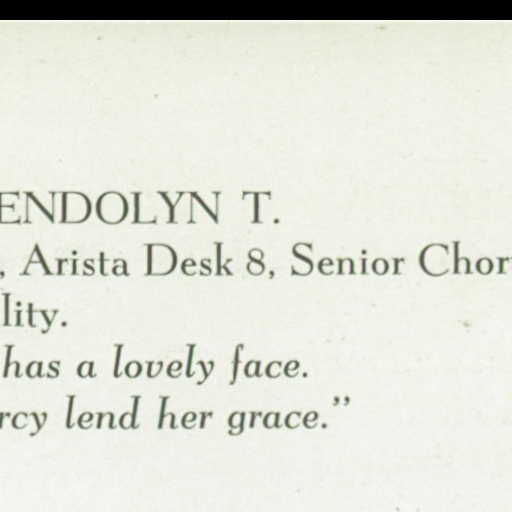 ENDOLYN T.
, Arista Desk 8, Senior Chor
lity.
has a lovely face.
rcy lend her grace.”